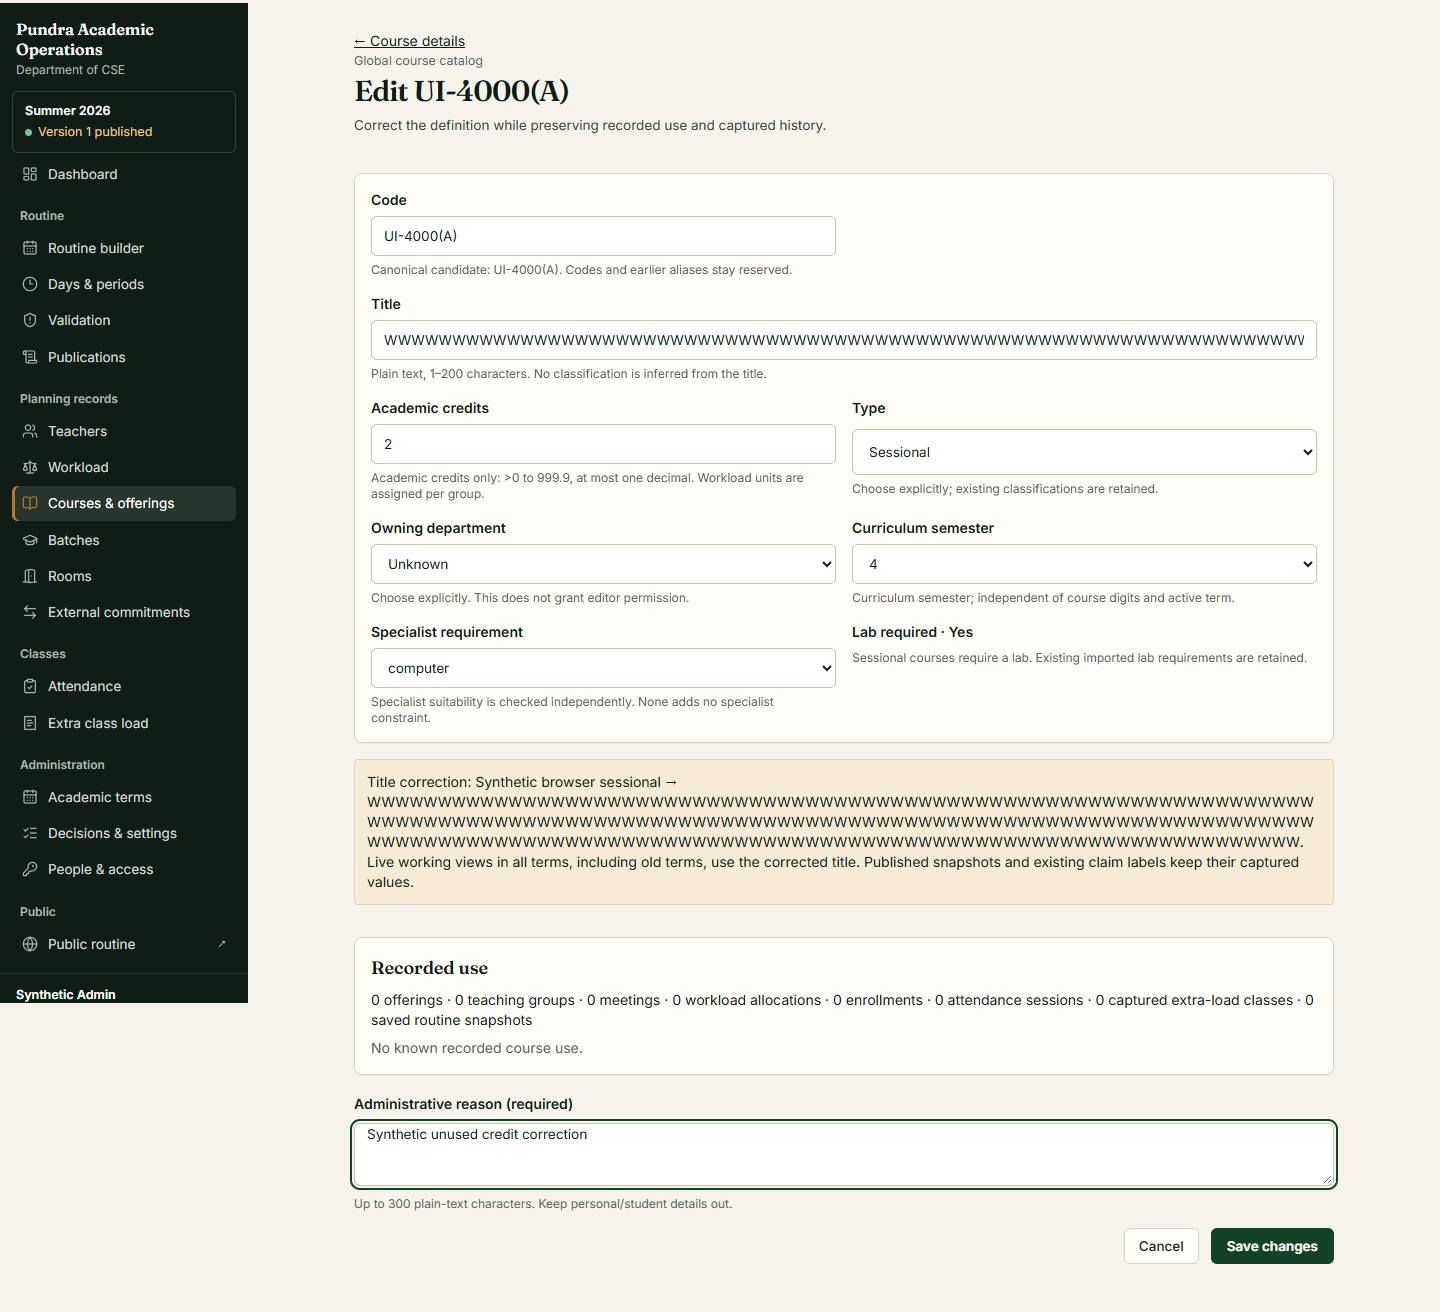 Pundra Academic
Operations
Department of CSE
Summer 2026
Version 1 published
Dashboard
Routine
Routine builder
Days & periods
Validation
Publications
Planning records
Teachers
Workload
Courses & offerings
Batches
Rooms
External commitments
Classes
Attendance
Extra class load
Administration
Academic terms
Decisions & settings
People & access
Public
Public routine ↗
Synthetic Admin
← Course details
Global course catalog
Edit UI-4000(A)
Correct the definition while preserving recorded use and captured history.
Code
UI-4000(A)
Canonical candidate: UI-4000(A). Codes and earlier aliases stay reserved.
Title
WWWWWWWWWWWWWWWWWWWWWWWWWWWWWWWWWWWWWWWWWWWWWWWWWWWWWWWWWWWWWWWWWWWW
Plain text, 1–200 characters. No classification is inferred from the title.
Academic credits
2
Academic credits only: >0 to 999.9, at most one decimal. Workload units are
assigned per group.
Type
Sessional
Choose explicitly; existing classifications are retained.
Owning department
Unknown
Choose explicitly. This does not grant editor permission.
Curriculum semester
4
Curriculum semester; independent of course digits and active term.
Specialist requirement
computer
Specialist suitability is checked independently. None adds no specialist
constraint.
Lab required · Yes
Sessional courses require a lab. Existing imported lab requirements are retained.
Title correction: Synthetic browser sessional →
WWWWWWWWWWWWWWWWWWWWWWWWWWWWWWWWWWWWWWWWWWWWWWWWWWWWWWWWWWWWWWWWWWW
WWWWWWWWWWWWWWWWWWWWWWWWWWWWWWWWWWWWWWWWWWWWWWWWWWWWWWWWWWWWWWWWWWW
WWWWWWWWWWWWWWWWWWWWWWWWWWWWWWWWWWWWWWWWWWWWWWWWWWWWWWWWWWWWWWWWWW.
Live working views in all terms, including old terms, use the corrected title. Published snapshots and existing claim labels keep their captured
values.
Recorded use
0 offerings · 0 teaching groups · 0 meetings · 0 workload allocations · 0 enrollments · 0 attendance sessions · 0 captured extra-load classes · 0
saved routine snapshots
No known recorded course use.
Administrative reason (required)
Synthetic unused credit correction
Up to 300 plain-text characters. Keep personal/student details out.
Cancel
Save changes